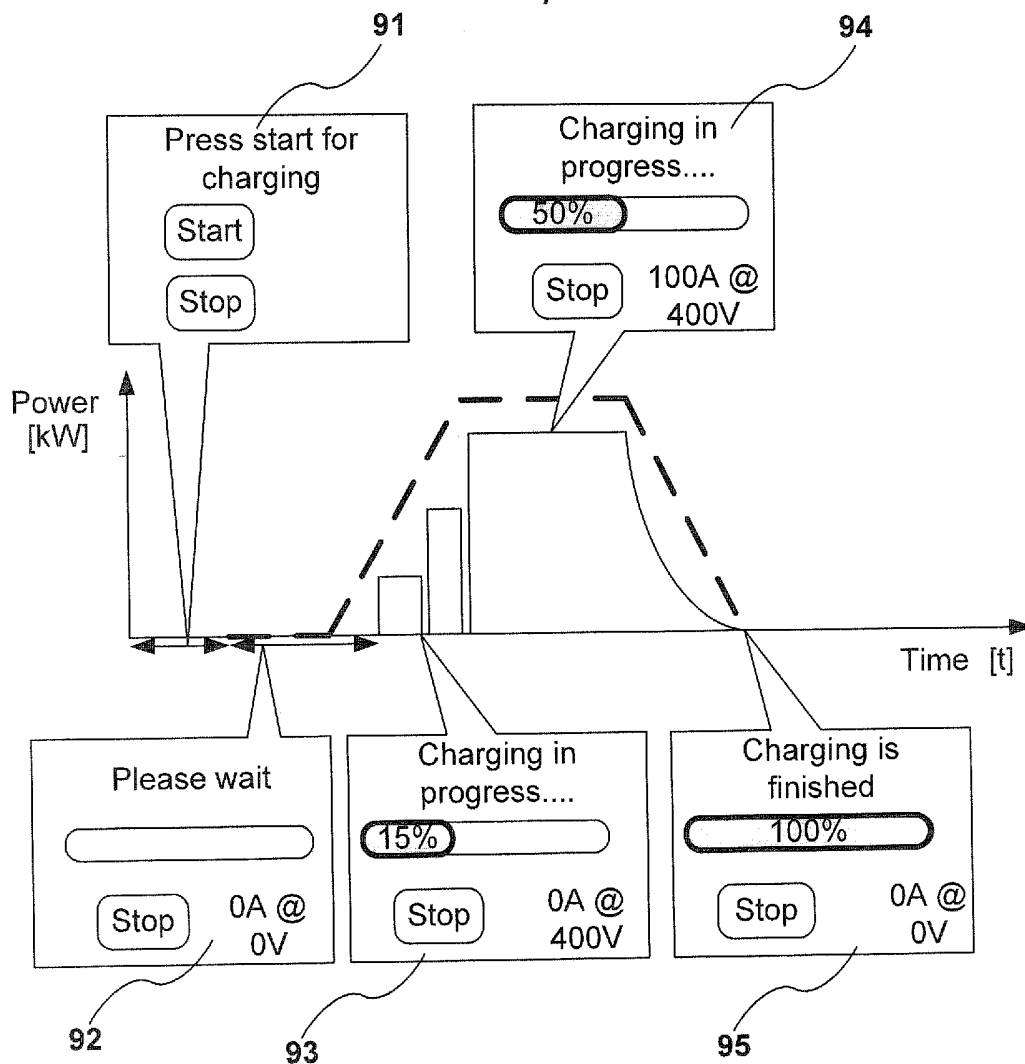 91
94
Press start for
charging
Start
Stop
Charging in
progress....
50%
Stop
100A @
400V
Power
[kW]
Time [t]
Please wait
Stop
0A @
0V
Charging in
progress....
15%
Stop
0A @
400V
Charging is
finished
100%
Stop
0A @
0V
92
93
95